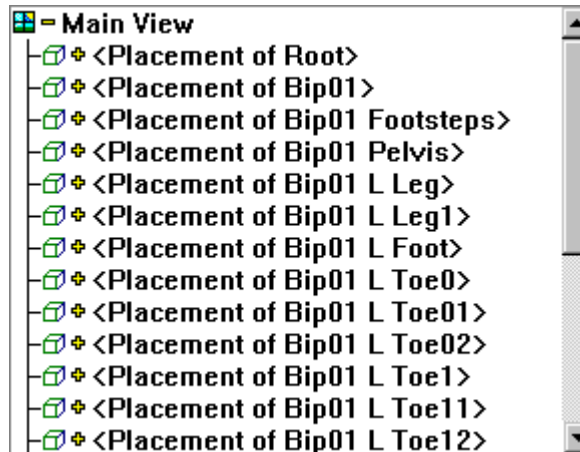 Main View
<Placement of Root>
<Placement of Bip01>
<Placement of Bip01 Footsteps>
<Placement of Bip01 Pelvis>
<Placement of Bip01 L Leg>
<Placement of Bip01 L Leg1>
<Placement of Bip01 L Foot>
<Placement of Bip01 L Toe0>
<Placement of Bip01 L Toe01>
<Placement of Bip01 L Toe02>
<Placement of Bip01 L Toe1>
<Placement of Bip01 L Toe11>
<Placement of Bip01 L Toe12>